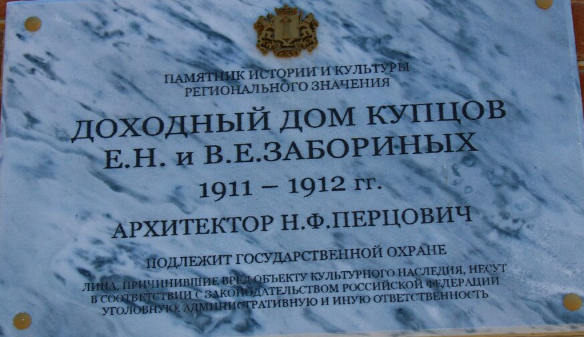 ПАМЯТНИК ИСТОРИИ И КУЛЬТУРЫ
РЕГИОНАЛЬНОГО ЗНАЧЕНИЯ
ДОХОДНЫЙ ДОМ КУПЦОВ
Е.Н. и В.Е.ЗАБОРИНЫХ
1911 – 1912 гг.
АРХИТЕКТОР Н.Ф.ПЕРЦОВИЧ
ПОДЛЕЖИТ ГОСУДАРСТВЕННОЙ ОХРАНЕ
ЛИЦА, ПРИЧИНИВШИЕ ВРЕД ОБЪЕКТУ КУЛЬТУРНОГО НАСЛЕДИЯ, НЕСУТ
В СООТВЕТСТВИИ С ЗАКОНОДАТЕЛЬСТВОМ РОССИЙСКОЙ ФЕДЕРАЦИИ
УГОЛОВНУЮ, АДМИНИСТРАТИВНУЮ И ИНУЮ ОТВЕТСТВЕННОСТЬ